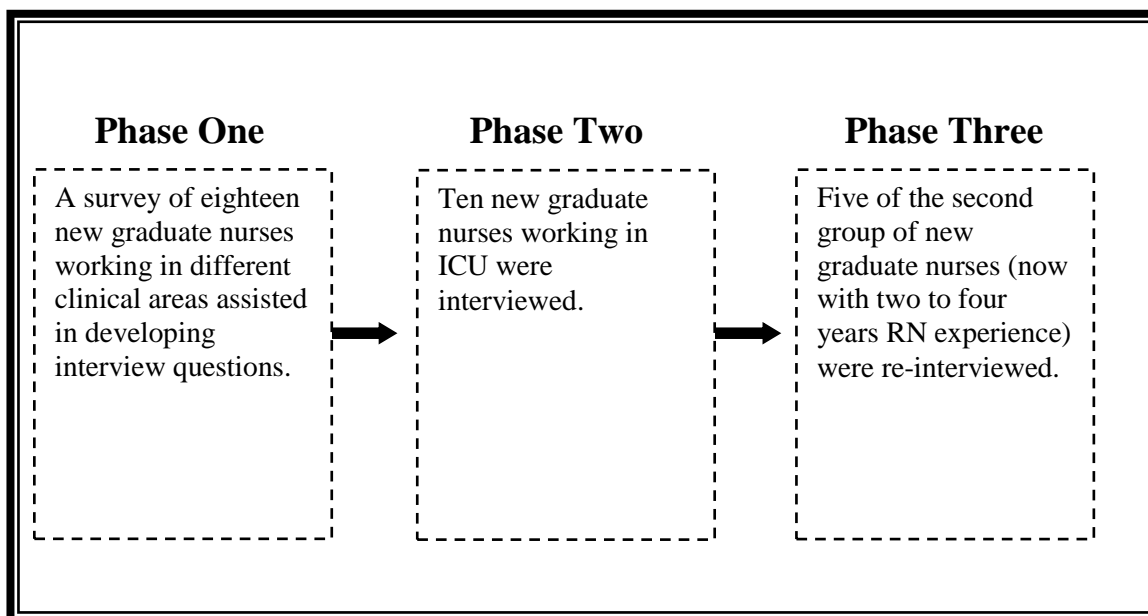 Phase One
A survey of eighteen
new graduate nurses
working in different
clinical areas assisted
in developing
interview questions.
Phase Two
Ten new graduate
nurses working in
ICU were
interviewed.
Phase Three
Five of the second
group of new
graduate nurses (now
with two to four
years RN experience)
were re-interviewed.